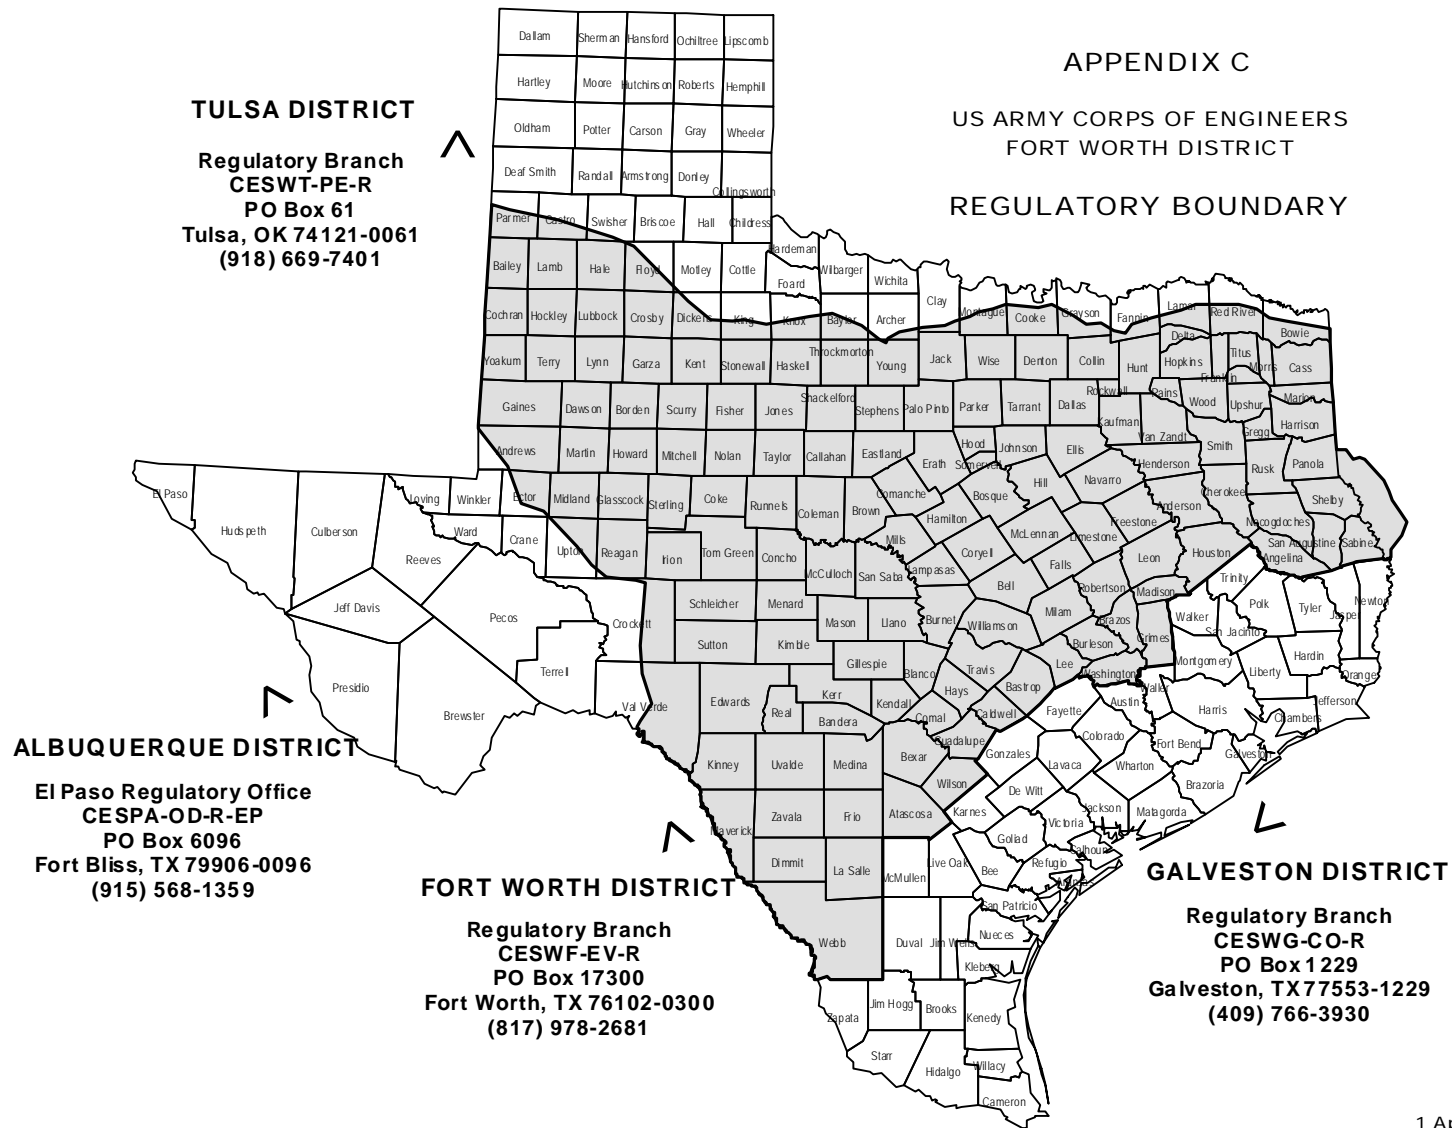 APPENDIX C
US ARMY CORPS OF ENGINEERS
FORT WORTH DISTRICT
REGULATORY BOUNDARY
TULSA DISTRICT
Regulatory Branch
CESWT-PE-R
PO Box 61
Tulsa, OK 74121-0061
(918) 669-7401
Dallam Sherman Hansford Ochiltree Lipscomb
Hartley Moore Hutchinson Roberts Hemphill
Oldham Potter Carson Gray Wheeler
Deaf Smith Randall Armstrong Donley Collingsworth
Parmer Castro Swisher Briscoe Hall Childress
Bailey Lamb Hale Floyd Motley Cottle Hardeman Foard Wilbarger Wichita Clay
Cochran Hockley Lubbock Crosby Dickens King Knox Baylor Archer Montague Cooke Grayson Fannin Lamar Red River Bowie
Yoakum Terry Lynn Garza Kent Stonewall Haskell Throckmorton Young Jack Wise Denton Collin Hunt Delta Hopkins Franklin Titus Morris Cass
Gaines Dawson Borden Scurry Fisher Jones Shackelford Stephens Palo Pinto Parker Tarrant Dallas Rockwall Kaufman Rains Wood Upshur Marion Harrison
Andrews Martin Howard Mitchell Nolan Taylor Callahan Eastland Erath Hood Somervell Johnson Ellis Van Zandt Henderson Smith Gregg Rusk Panola
El Paso Hudspeth Culberson Loving Winkler Ector Midland Glasscock Sterling Coke Runnels Coleman Brown Comanche Bosque Hill Navarro Anderson Cherokee Shelby
Reeves Ward Crane Upton Reagan Irion Tom Green Concho McCulloch San Saba Mills Hamilton Lampasas Coryell McLennan Limestone Freestone Falls Leon Houston Nacogdoches San Augustine Sabine Angelina
Jeff Davis Pecos Crockett Schleicher Menard Mason Llano Burnet Bell Milam Robertson Madison Brazos Trinity Walker Polk San Jacinto Tyler Jasper Newton
Presidio Brewster Terrell Val Verde Sutton Kimble Gillespie Blanco Williamson Travis Burleson Lee Washington Grimes Montgomery Liberty Hardin Orange Jefferson Chambers
Edwards Real Kerr Bandera Kendall Hays Comal Caldwell Bastrop Guadalupe Fayette Austin Waller Harris Galveston
Kinney Uvalde Medina Bexar Wilson Gonzales Lavaca Colorado Wharton Fort Bend Brazoria
Maverick Zavala Frio Atascosa Karnes De Witt Victoria Jackson Matagorda Calhoun
Dimmit La Salle McMullen Live Oak Bee Goliad Refugio San Patricio
Webb Duval Jim Wells Nueces Kleberg
Zapata Jim Hogg Brooks Kenedy
Starr Hidalgo Willacy Cameron
ALBUQUERQUE DISTRICT
El Paso Regulatory Office
CESPA-OD-R-EP
PO Box 6096
Fort Bliss, TX 79906-0096
(915) 568-1359
FORT WORTH DISTRICT
Regulatory Branch
CESWF-EV-R
PO Box 17300
Fort Worth, TX 76102-0300
(817) 978-2681
GALVESTON DISTRICT
Regulatory Branch
CESWG-CO-R
PO Box 1229
Galveston, TX 77553-1229
(409) 766-3930